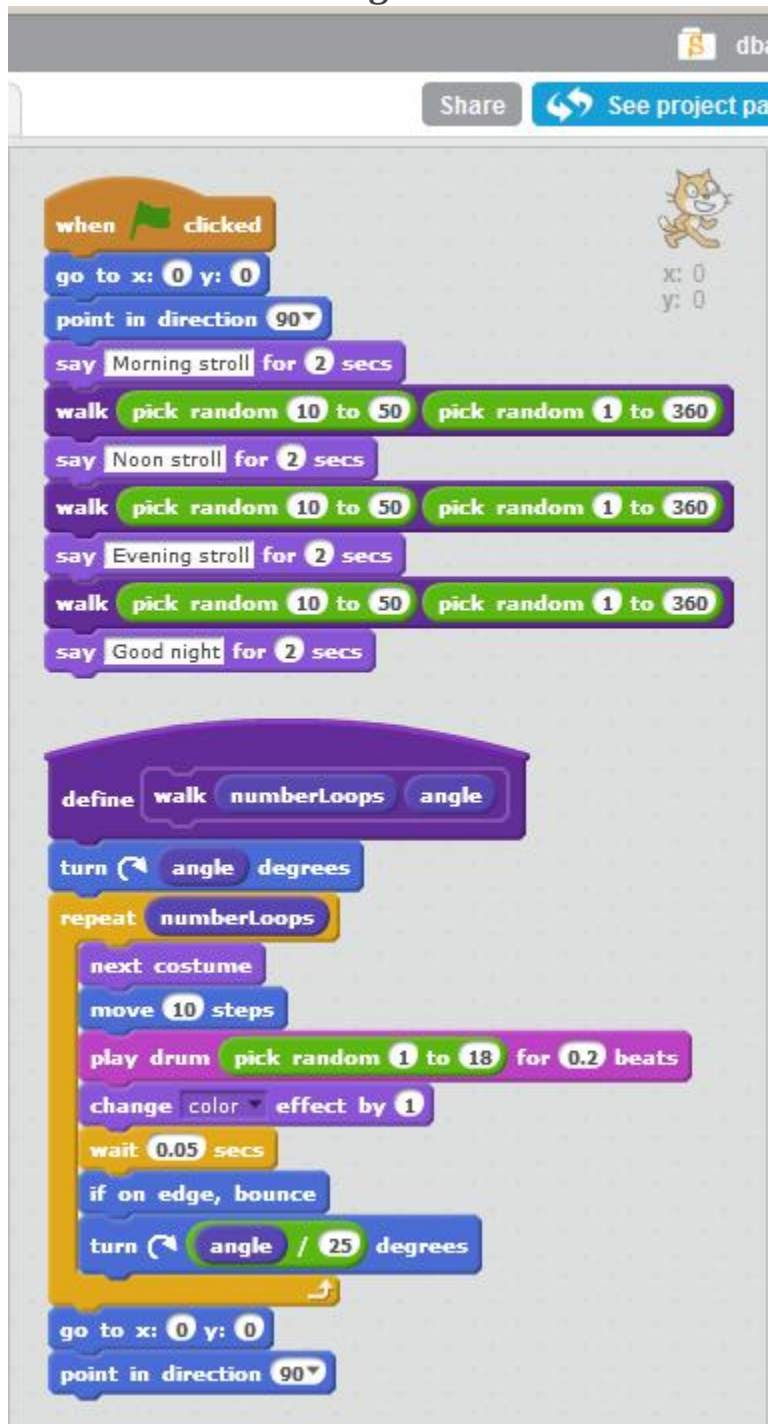 Share See project pa
when clicked
go to x: 0 y: 0
x: 0
point in direction 90
y: 0
say Morning stroll for 2 secs
walk pick random 10 to 50 pick random 1 to 360
say Noon stroll for 2 secs
walk pick random 10 to 50 pick random 1 to 360
say Evening stroll for 2 secs
walk pick random 10 to 50 pick random 1 to 360
say Good night for 2 secs
define walk numberLoops angle
turn angle degrees
repeat numberLoops
next costume
move 10 steps
play drum pick random 1 to 18 for 0.2 beats
change color effect by 1
wait 0.05 secs
if on edge, bounce
turn angle / 25 degrees
go to x: 0 y: 0
point in direction 90